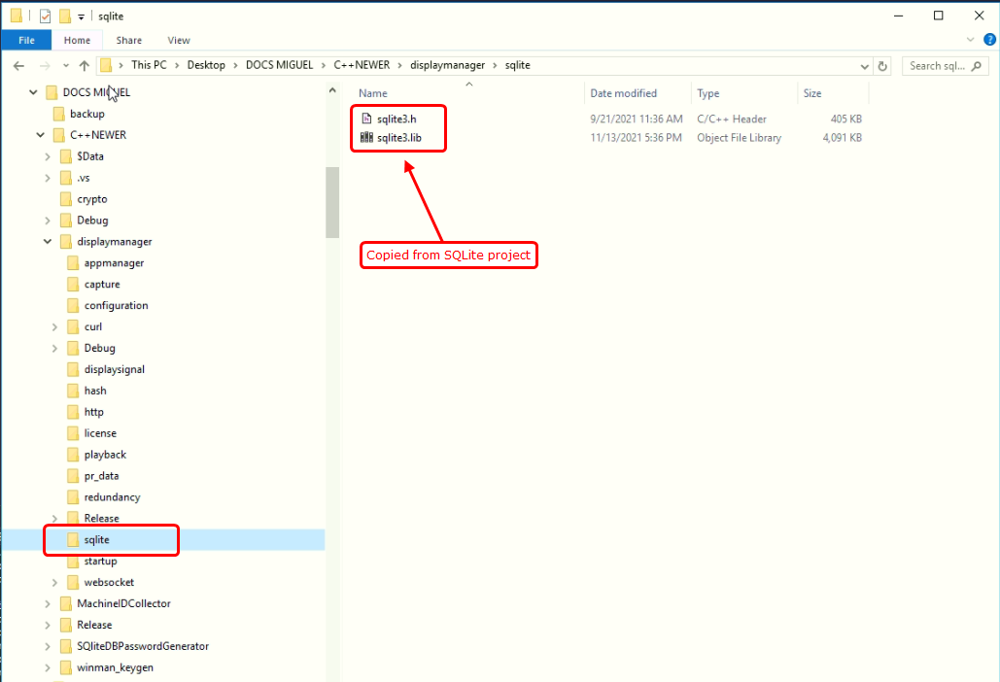 sqlite
File Home Share View
This PC > Desktop > DOCS MIGUEL > C++NEWER > displaymanager > sqlite
Search sql...
DOCS MIGUEL
backup
C++NEWER
$Data
.vs
crypto
Debug
displaymanager
appmanager
capture
configuration
curl
Debug
displaysignal
hash
http
license
playback
pr_data
redundancy
Release
sqlite
startup
websocket
MachineIDCollector
Release
SQliteDBPasswordGenerator
winman_keygen
Name Date modified Type Size
sqlite3.h 9/21/2021 11:36 AM C/C++ Header 405 KB
sqlite3.lib 11/13/2021 5:36 PM Object File Library 4,091 KB
Copied from SQLite project